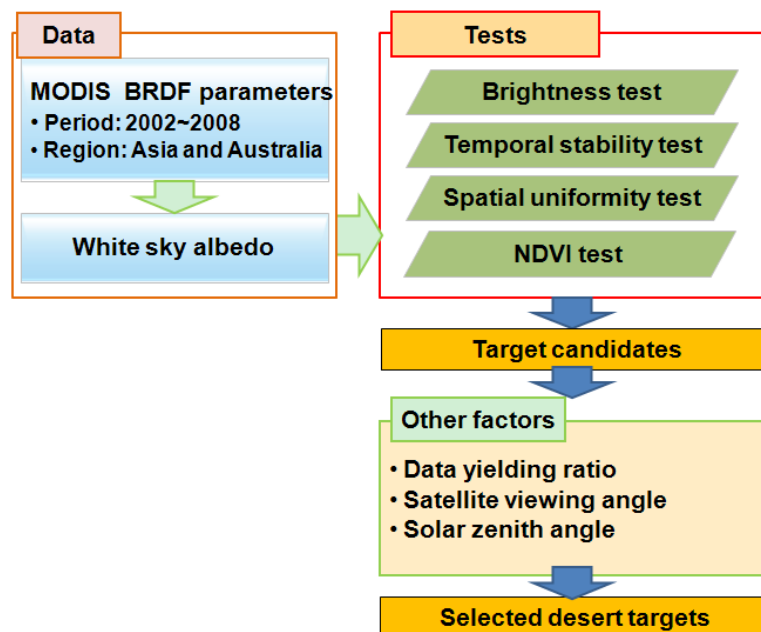 Data
MODIS BRDF parameters
• Period: 2002~2008
• Region: Asia and Australia
White sky albedo
Tests
Brightness test
Temporal stability test
Spatial uniformity test
NDVI test
Target candidates
Other factors
• Data yielding ratio
• Satellite viewing angle
• Solar zenith angle
Selected desert targets